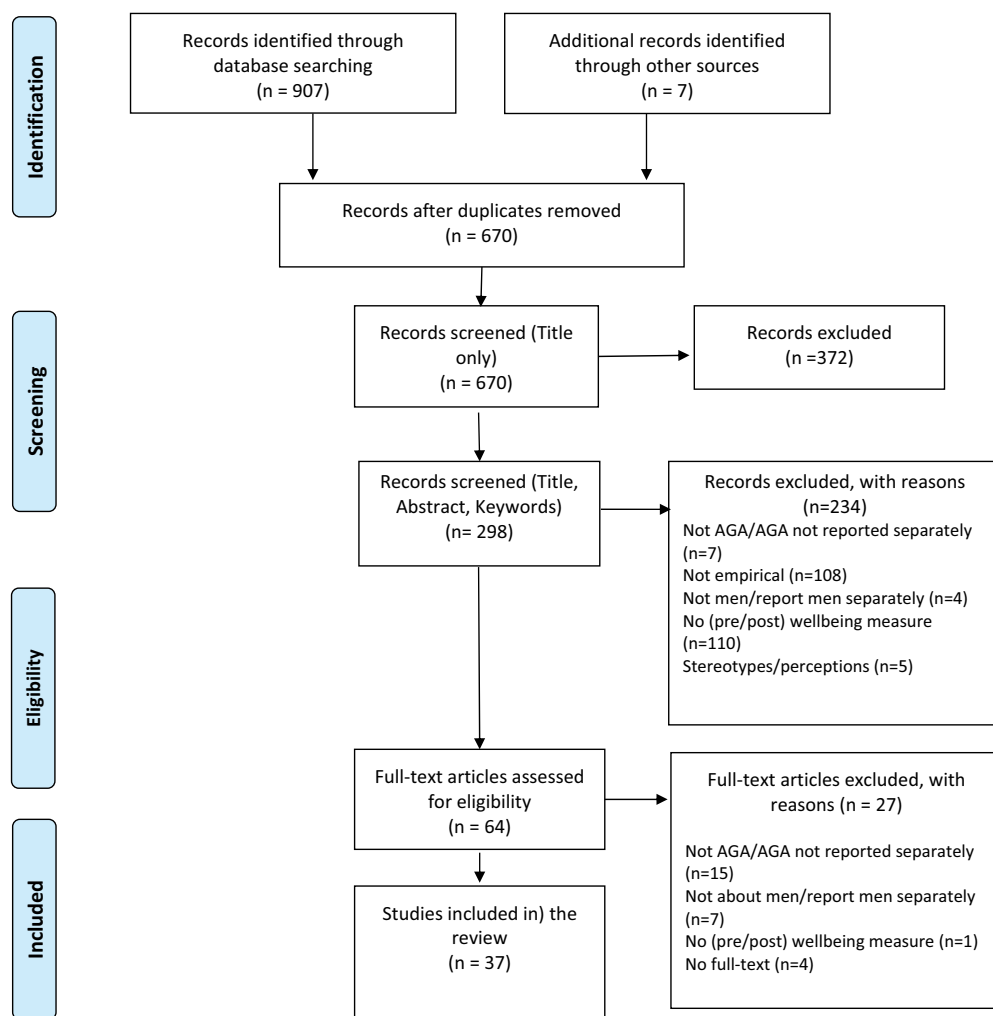 Identification
Records identified through
database searching
(n = 907)
Additional records identified
through other sources
(n = 7)
Records after duplicates removed
(n = 670)
Screening
Records screened (Title
only)
(n = 670)
Records excluded
(n =372)
Records screened (Title,
Abstract, Keywords)
(n= 298)
Records excluded, with reasons
(n=234)
Not AGA/AGA not reported separately
(n=7)
Not empirical (n=108)
Not men/report men separately (n=4)
No (pre/post) wellbeing measure
(n=110)
Stereotypes/perceptions (n=5)
Eligibility
Full-text articles assessed
for eligibility
(n = 64)
Full-text articles excluded, with
reasons (n = 27)
Not AGA/AGA not reported separately
(n=15)
Not about men/report men separately
(n=7)
No (pre/post) wellbeing measure (n=1)
No full-text (n=4)
Included
Studies included in) the
review
(n = 37)